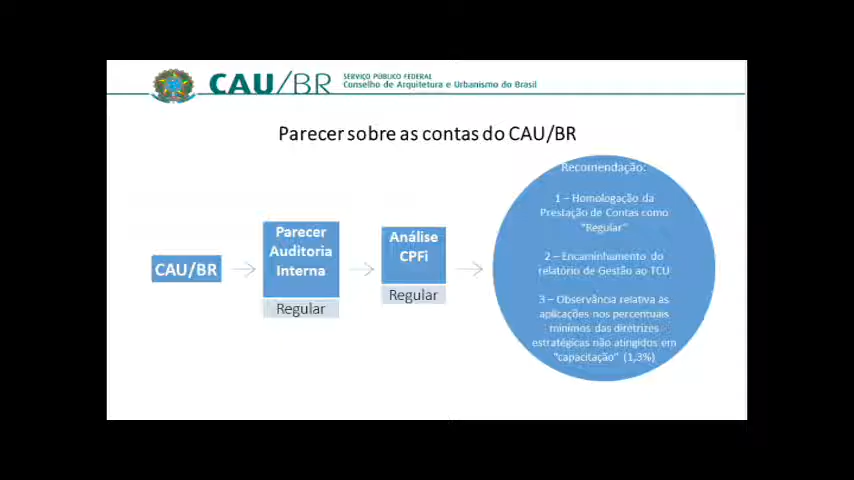 CAU/BR
SERVIÇO PÚBLICO FEDERAL
Conselho de Arquitetura e Urbanismo do Brasil
Parecer sobre as contas do CAU/BR
CAU/BR
Parecer
Auditoria
Interna
Regular
Análise
CPFi
Regular
Recomendação:
1 – Homologação da
Prestação de Contas como
"Regular"
2 – Encaminhamento do
relatório de Gestão ao TCU
3 – Observância relativa as
aplicações nos percentuais
mínimos das diretrizes
estratégicas não atingidos em
"capacitação" (1,3%)